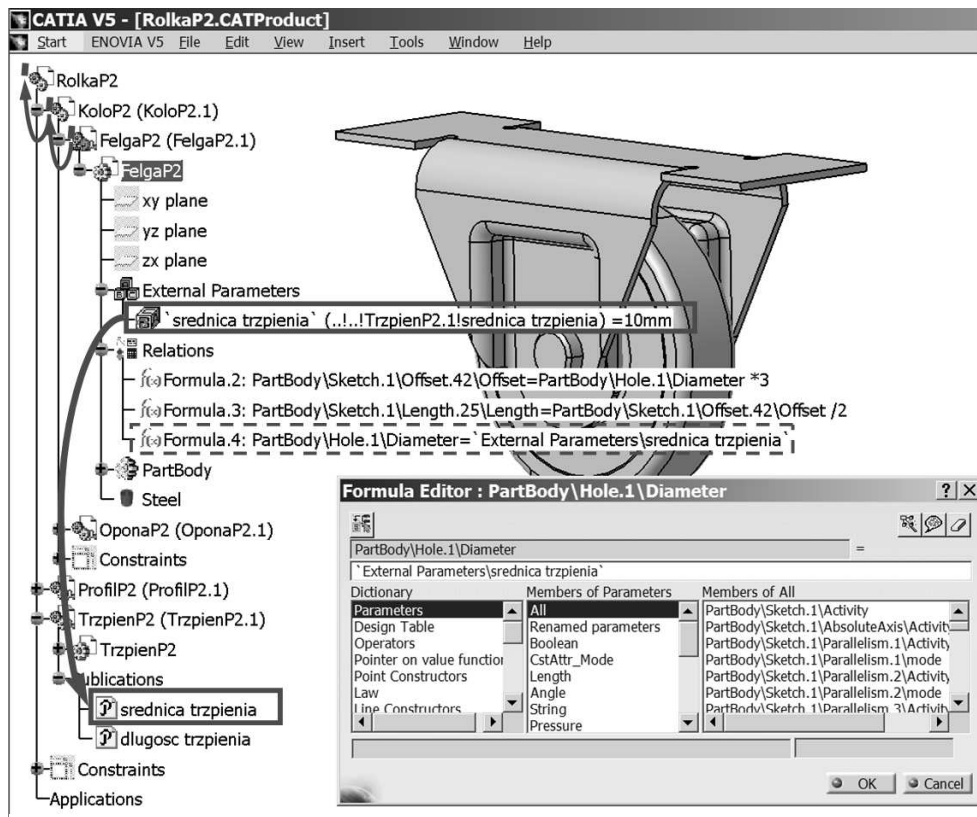 CATIA V5 - [RolkaP2.CATProduct]
Start ENOVIA V5 File Edit View Insert Tools Window Help
RolkaP2
KoloP2 (KoloP2.1)
FelgaP2 (FelgaP2.1)
FelgaP2
xy plane
yz plane
zx plane
External Parameters
`srednica trzpienia` (..!..!TrzpienP2.1!srednica trzpienia) =10mm
Relations
f(x) Formula.2: PartBody\Sketch.1\Offset.42\Offset=PartBody\Hole.1\Diameter *3
f(x) Formula.3: PartBody\Sketch.1\Length.25\Length=PartBody\Sketch.1\Offset.42\Offset /2
f(x) Formula.4: PartBody\Hole.1\Diameter=`External Parameters\srednica trzpienia`
PartBody
Steel
OponaP2 (OponaP2.1)
Constraints
ProfilP2 (ProfilP2.1)
TrzpienP2 (TrzpienP2.1)
TrzpienP2
ublications
srednica trzpienia
dlugosc trzpienia
Constraints
Applications
Formula Editor : PartBody\Hole.1\Diameter ? X
PartBody\Hole.1\Diameter =
`External Parameters\srednica trzpienia`
Dictionary Members of Parameters Members of All
Parameters All PartBody\Sketch.1\Activity
Design Table Renamed parameters PartBody\Sketch.1\AbsoluteAxis\Activity
Operators Boolean PartBody\Sketch.1\Parallelism.1\Activity
Pointer on value function CstAttr_Mode PartBody\Sketch.1\Parallelism.1\mode
Point Constructors Length PartBody\Sketch.1\Parallelism.2\Activity
Law Angle PartBody\Sketch.1\Parallelism.2\mode
Line Constructors String PartBody\Sketch.1\Parallelism.3\Activity
Pressure
OK Cancel